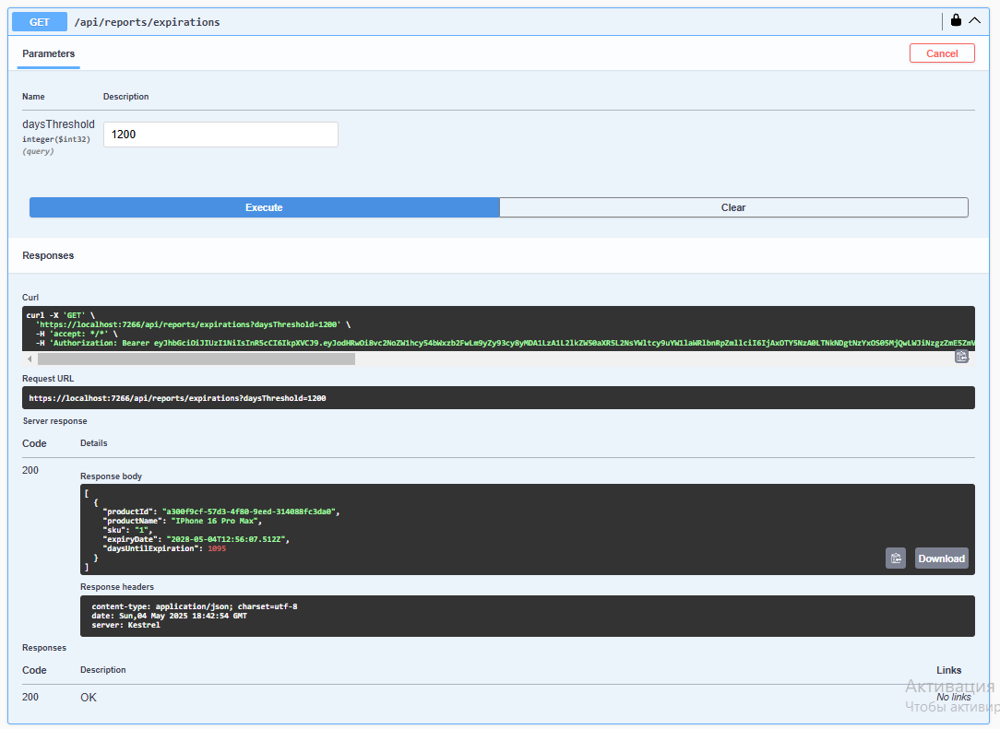 GET /api/reports/expirations
Parameters
Cancel
Name Description
daysThreshold
integer($int32)
(query)
1200
Execute Clear
Responses
Curl
curl -X 'GET' \
'https://localhost:7266/api/reports/expirations?daysThreshold=1200' \
-H 'accept: */*' \
-H 'Authorization: Bearer
Request URL
https://localhost:7266/api/reports/expirations?daysThreshold=1200
Server response
Code Details
200
Response body
[
{
"productId": "a300f9cf-57d3-4f80-9eed-314088fc3da0",
"productName": "IPhone 16 Pro Max",
"sku": "1",
"expiryDate": "2028-05-04T12:56:07.512Z",
"daysUntilExpiration": 1095
}
]
Download
Response headers
content-type: application/json; charset=utf-8
date: Sun,04 May 2025 18:42:54 GMT
server: Kestrel
Responses
Code Description Links
200 OK No links
Активация
Чтобы активир